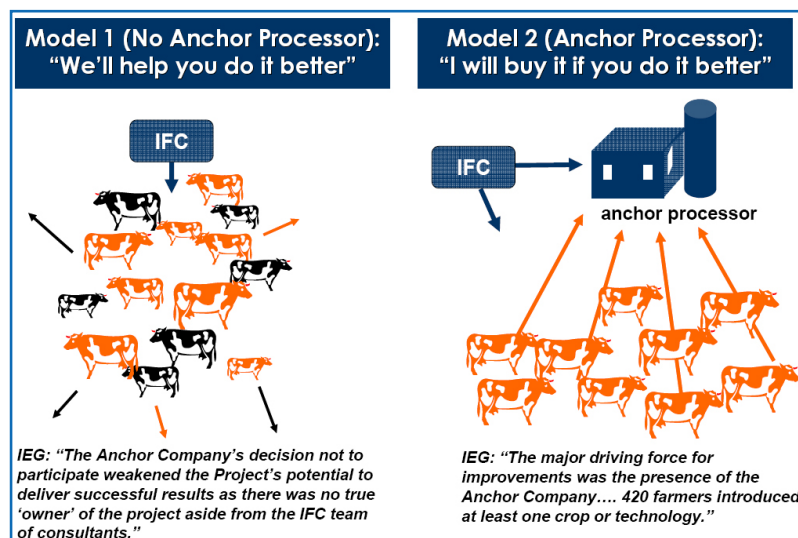 Model 1 (No Anchor Processor):
“We’ll help you do it better”
IFC
IEG: “The Anchor Company’s decision not to
participate weakened the Project’s potential to
deliver successful results as there was no true
‘owner’ of the project aside from the IFC team
of consultants.”
Model 2 (Anchor Processor):
“I will buy it if you do it better”
IFC
anchor processor
IEG: “The major driving force for
improvements was the presence of the
Anchor Company…. 420 farmers introduced
at least one crop or technology.”